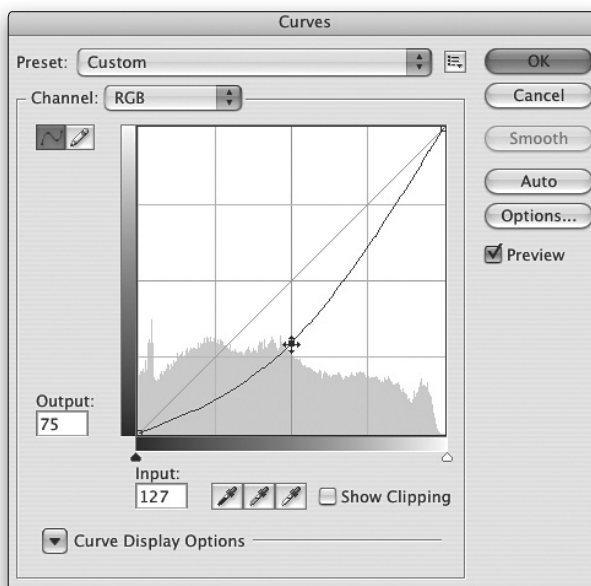 Curves
Preset: Custom
OK
Channel: RGB
Cancel
Smooth
Auto
Options...
Preview
Output:
75
Input:
127
Show Clipping
Curve Display Options